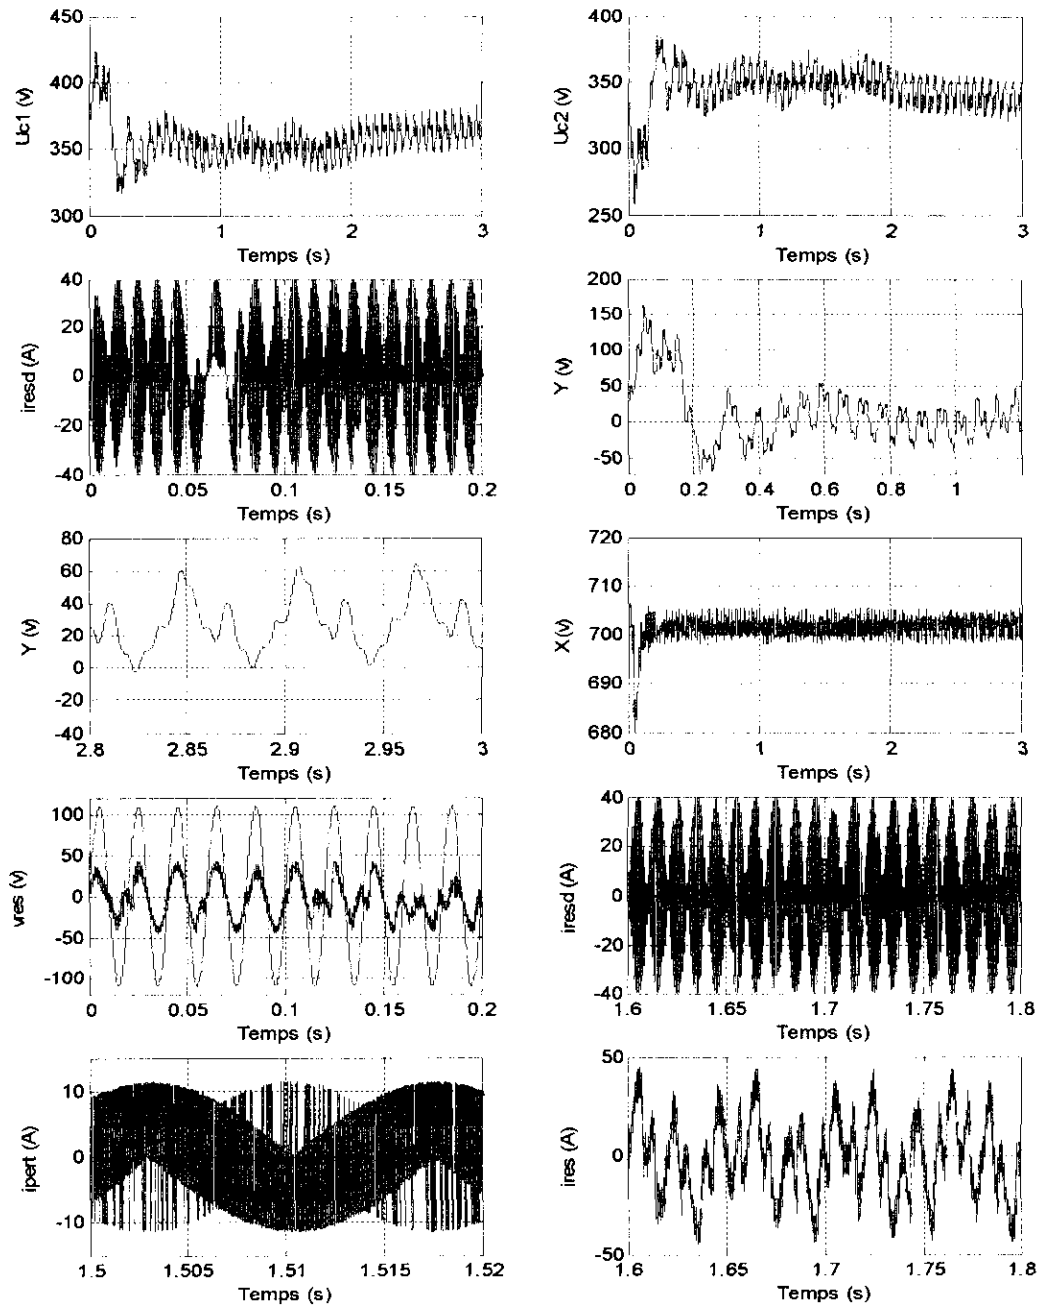 450
400
350
300
Uc1 (v)
0 1 2 3
Temps (s)
400
350
300
250
Uc2 (v)
0 1 2 3
Temps (s)
40
20
0
-20
-40
iresd (A)
0 0.05 0.1 0.15 0.2
Temps (s)
200
150
100
50
0
-50
Y (v)
0 0.2 0.4 0.6 0.8 1
Temps (s)
80
60
40
20
0
-20
-40
Y (v)
2.8 2.85 2.9 2.95 3
Temps (s)
720
710
700
690
680
X (v)
0 1 2 3
Temps (s)
100
50
0
-50
-100
vres (v)
0 0.05 0.1 0.15 0.2
Temps (s)
40
20
0
-20
-40
iresd (A)
1.6 1.65 1.7 1.75 1.8
Temps (s)
10
0
-10
ipert (A)
1.5 1.505 1.51 1.515 1.52
Temps (s)
50
0
-50
ires (A)
1.6 1.65 1.7 1.75 1.8
Temps (s)